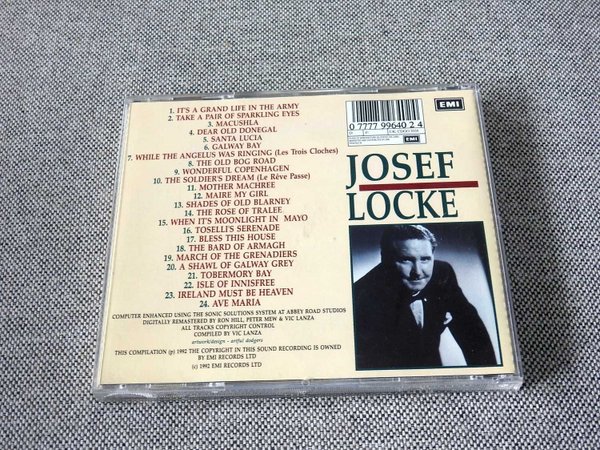 EMI
1. IT'S A GRAND LIFE IN THE ARMY
2. TAKE A PAIR OF SPARKLING EYES
3. MACUSHLA
4. DEAR OLD DONEGAL
5. SANTA LUCIA
6. GALWAY BAY
7. WHILE THE ANGELUS WAS RINGING (Les Trois Cloches)
8. THE OLD BOG ROAD
9. WONDERFUL COPENHAGEN
10. THE SOLDIER'S DREAM (Le Rêve Passe)
11. MOTHER MACHREE
12. MAIRE MY GIRL
13. SHADES OF OLD BLARNEY
14. THE ROSE OF TRALEE
15. WHEN IT'S MOONLIGHT IN MAYO
16. TOSELLI'S SERENADE
17. BLESS THIS HOUSE
18. THE BARD OF ARMAGH
19. MARCH OF THE GRENADIERS
20. A SHAWL OF GALWAY GREY
21. TOBERMORY BAY
22. ISLE OF INNISFREE
23. IRELAND MUST BE HEAVEN
24. AVE MARIA
COMPUTER ENHANCED USING THE SONIC SOLUTIONS SYSTEM AT ABBEY ROAD STUDIOS
DIGITALLY REMASTERED BY RON HILL, PETER MEW & VIC LANZA
ALL TRACKS COPYRIGHT CONTROL
COMPILED BY VIC LANZA
artwork/design - artful dodgers
THIS COMPILATION (p) 1992 THE COPYRIGHT IN THIS SOUND RECORDING IS OWNED
BY EMI RECORDS LTD
(c) 1992 EMI RECORDS LTD
0 7777 99640 2 4
EMI
JOSEF
LOCKE